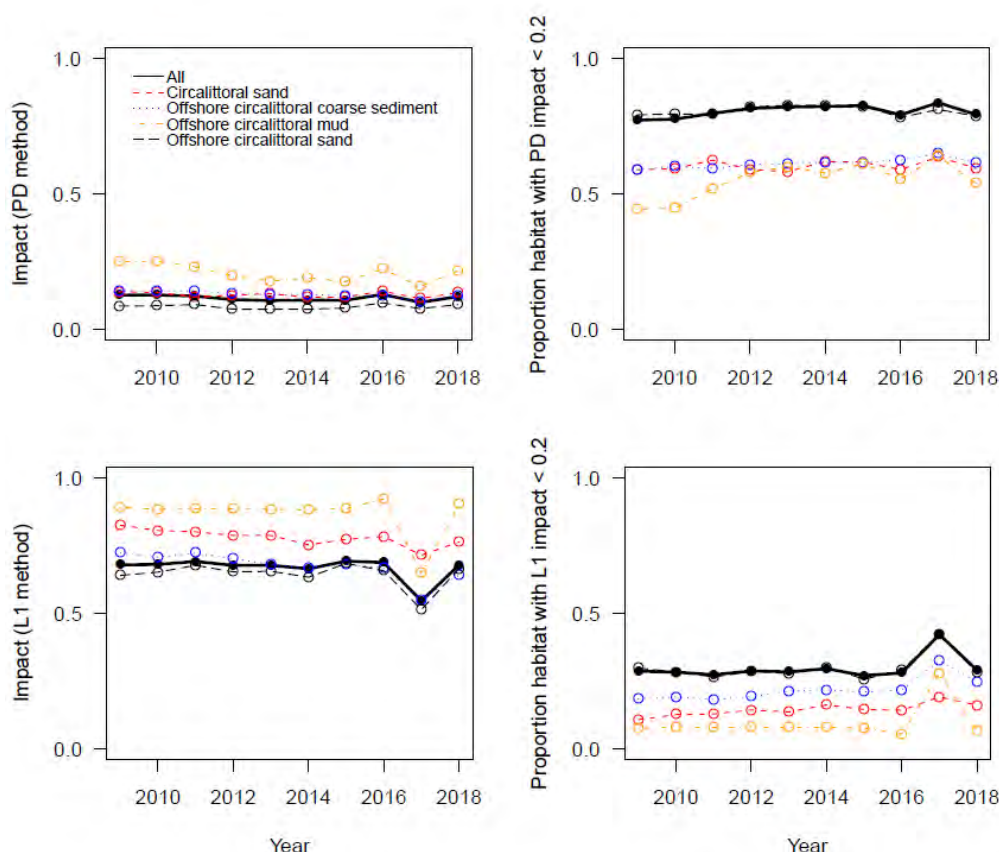 Impact (PD method)
1.0
0.5
0.0
All
Circalittoral sand
Offshore circalittoral coarse sediment
Offshore circalittoral mud
Offshore circalittoral sand
2010 2012 2014 2016 2018
Proportion habitat with PD impact < 0.2
1.0
0.5
0.0
2010 2012 2014 2016 2018
Impact (L1 method)
1.0
0.5
0.0
2010 2012 2014 2016 2018
Year
Proportion habitat with L1 impact < 0.2
1.0
0.5
0.0
2010 2012 2014 2016 2018
Year